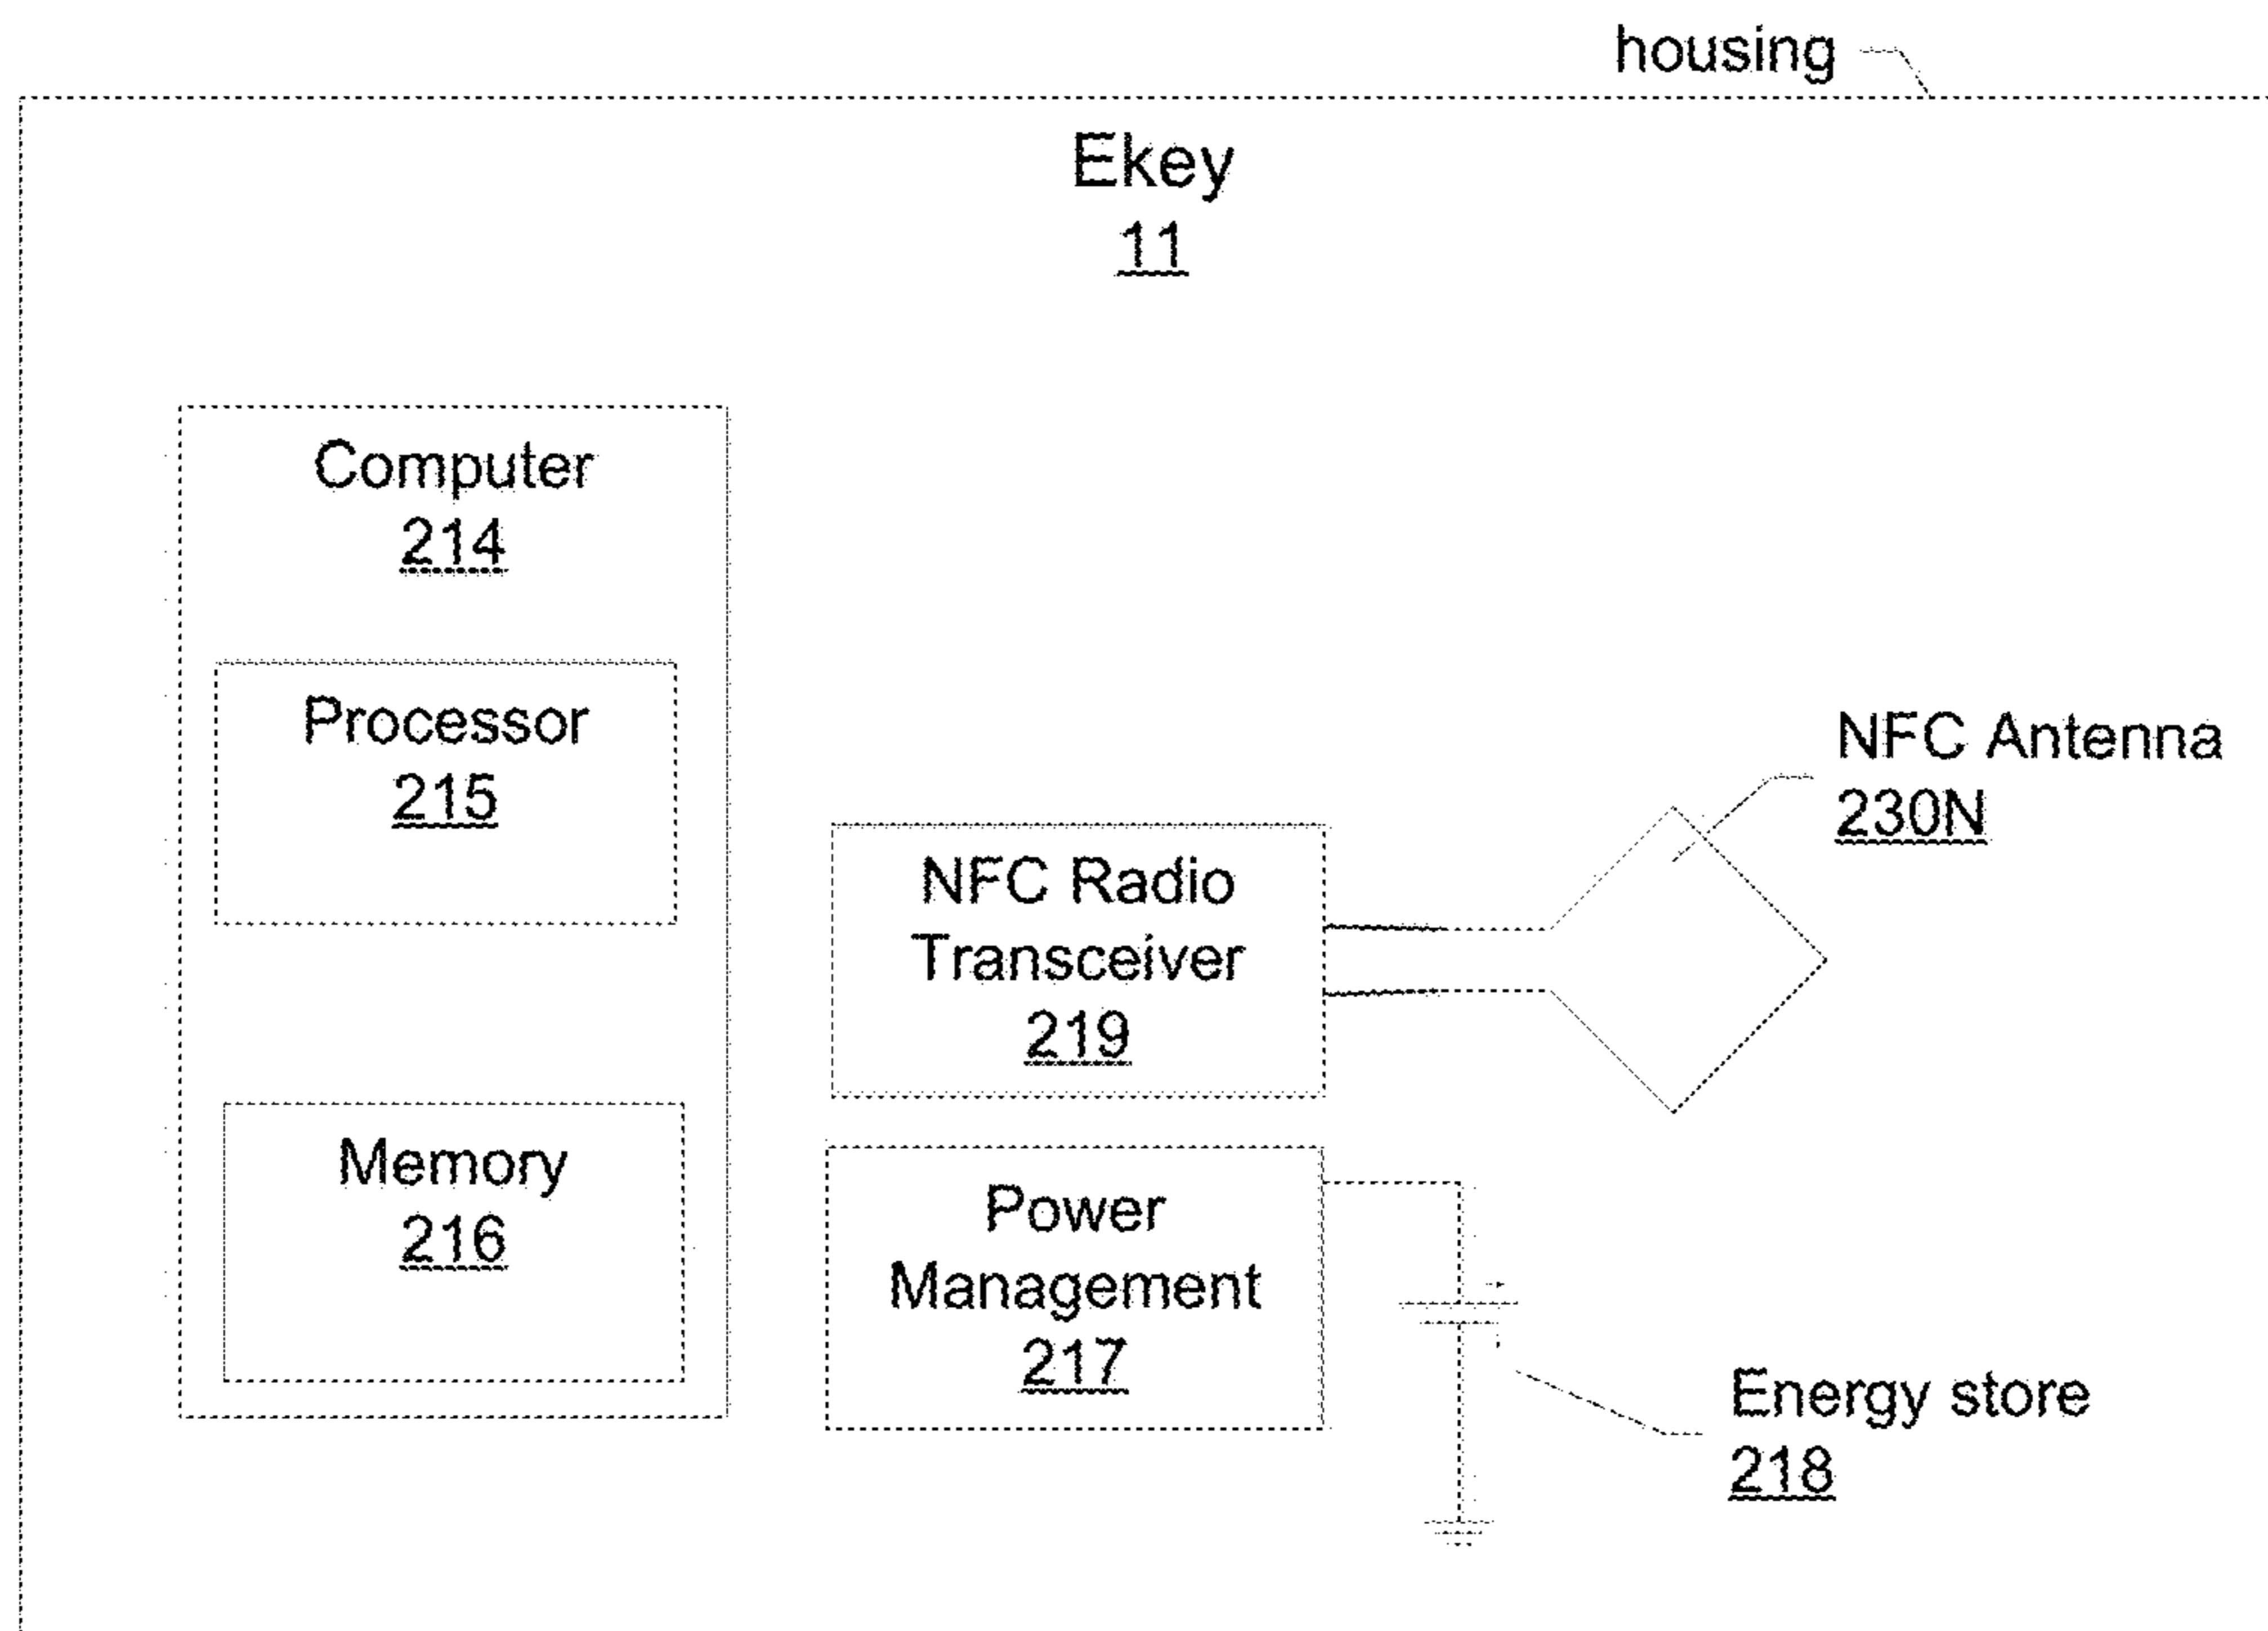 housing
Ekey
11
Computer
214
Processor
215
Memory
216
NFC Radio
Transceiver
219
Power
Management
217
NFC Antenna
230N
Energy store
218